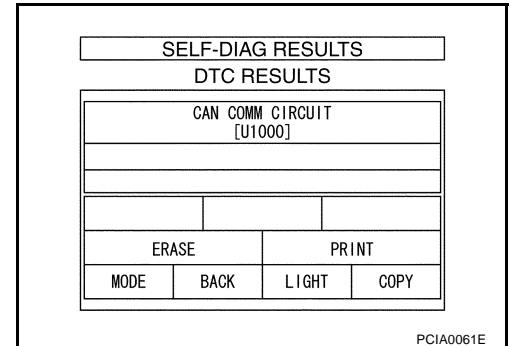 SELF-DIAG RESULTS
DTC RESULTS
CAN COMM CIRCUIT
[U1000]
ERASE PRINT
MODE BACK LIGHT COPY
PCIA0061E